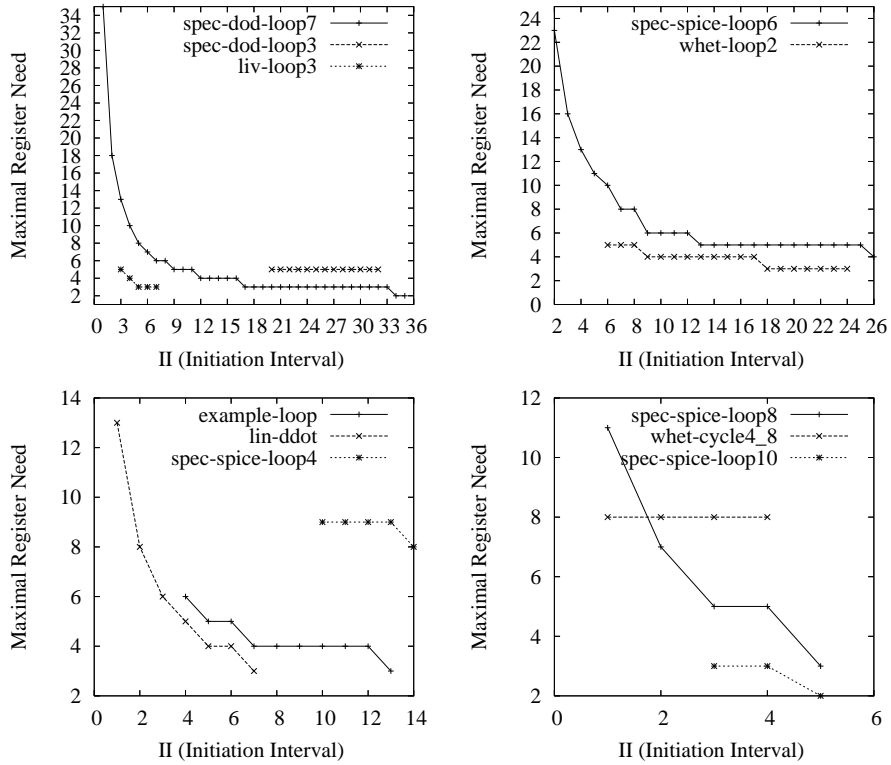 34
32
30
28
26
24
22
20
18
16
14
12
10
8
6
4
2
0 3 6 9 12 15 18 21 24 27 30 33 36
Maximal Register Need
II (Initiation Interval)
spec-dod-loop7
spec-dod-loop3
liv-loop3
24
22
20
18
16
14
12
10
8
6
4
2
0
2 4 6 8 10 12 14 16 18 20 22 24 26
Maximal Register Need
II (Initiation Interval)
spec-spice-loop6
whet-loop2
14
12
10
8
6
4
2
0 2 4 6 8 10 12 14
Maximal Register Need
II (Initiation Interval)
example-loop
lin-ddot
spec-spice-loop4
12
10
8
6
4
2
0 2 4 6
Maximal Register Need
II (Initiation Interval)
spec-spice-loop8
whet-cycle4_8
spec-spice-loop10